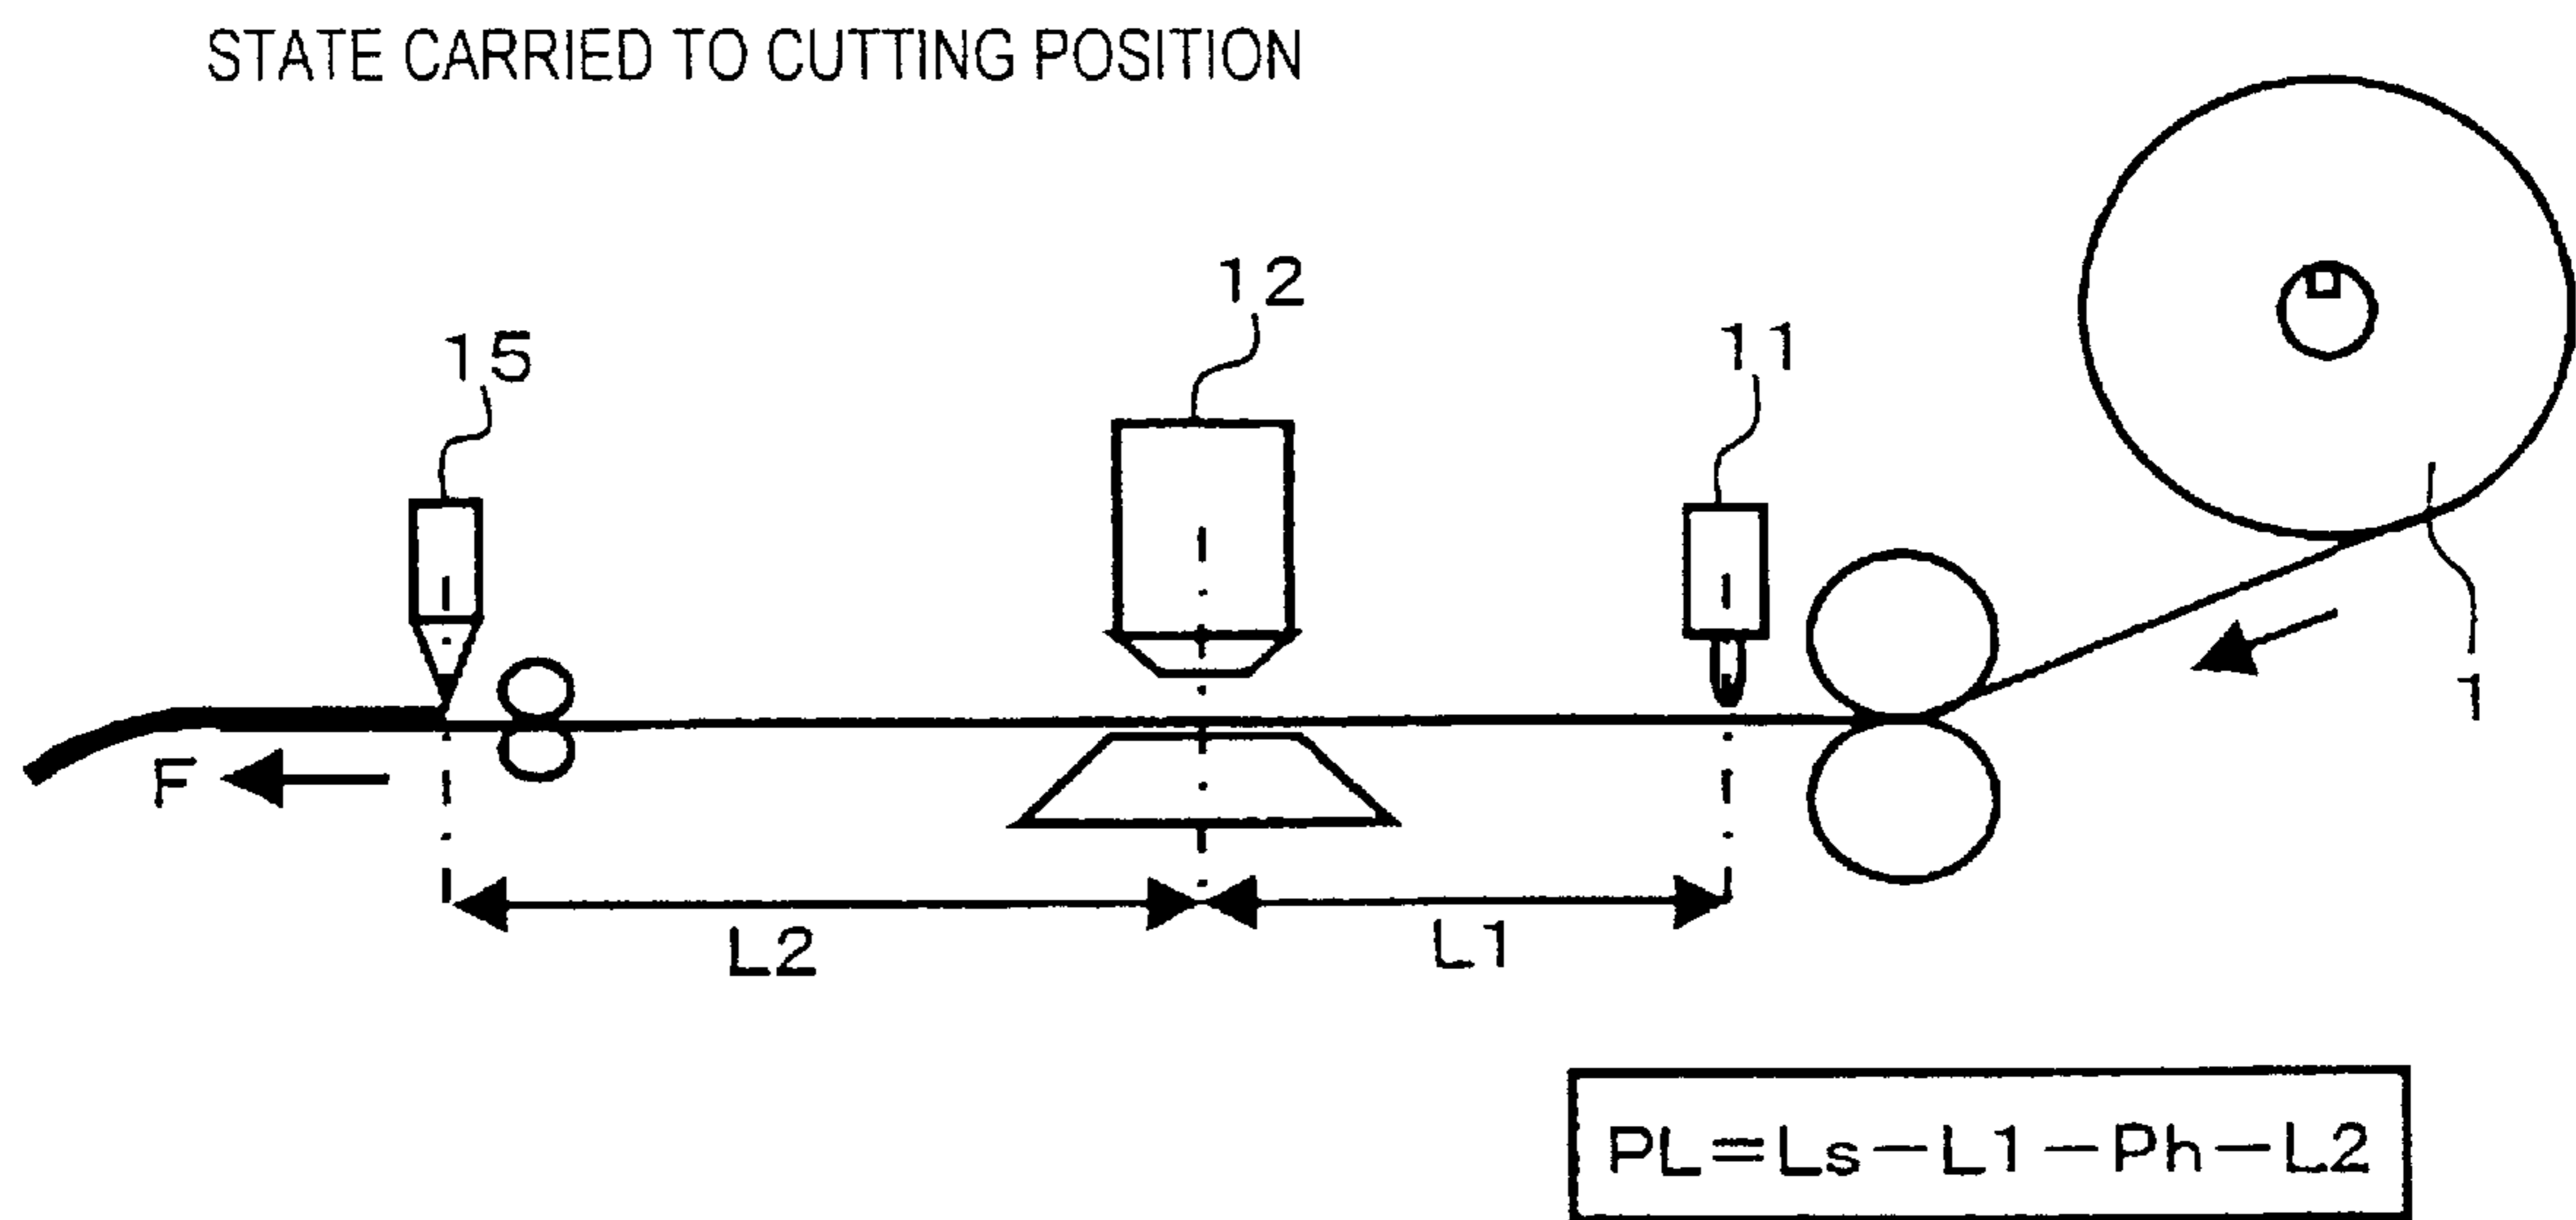 STATE CARRIED TO CUTTING POSITION
12
15
11
1
F
L2
L1
PL=Ls-L1-Ph-L2